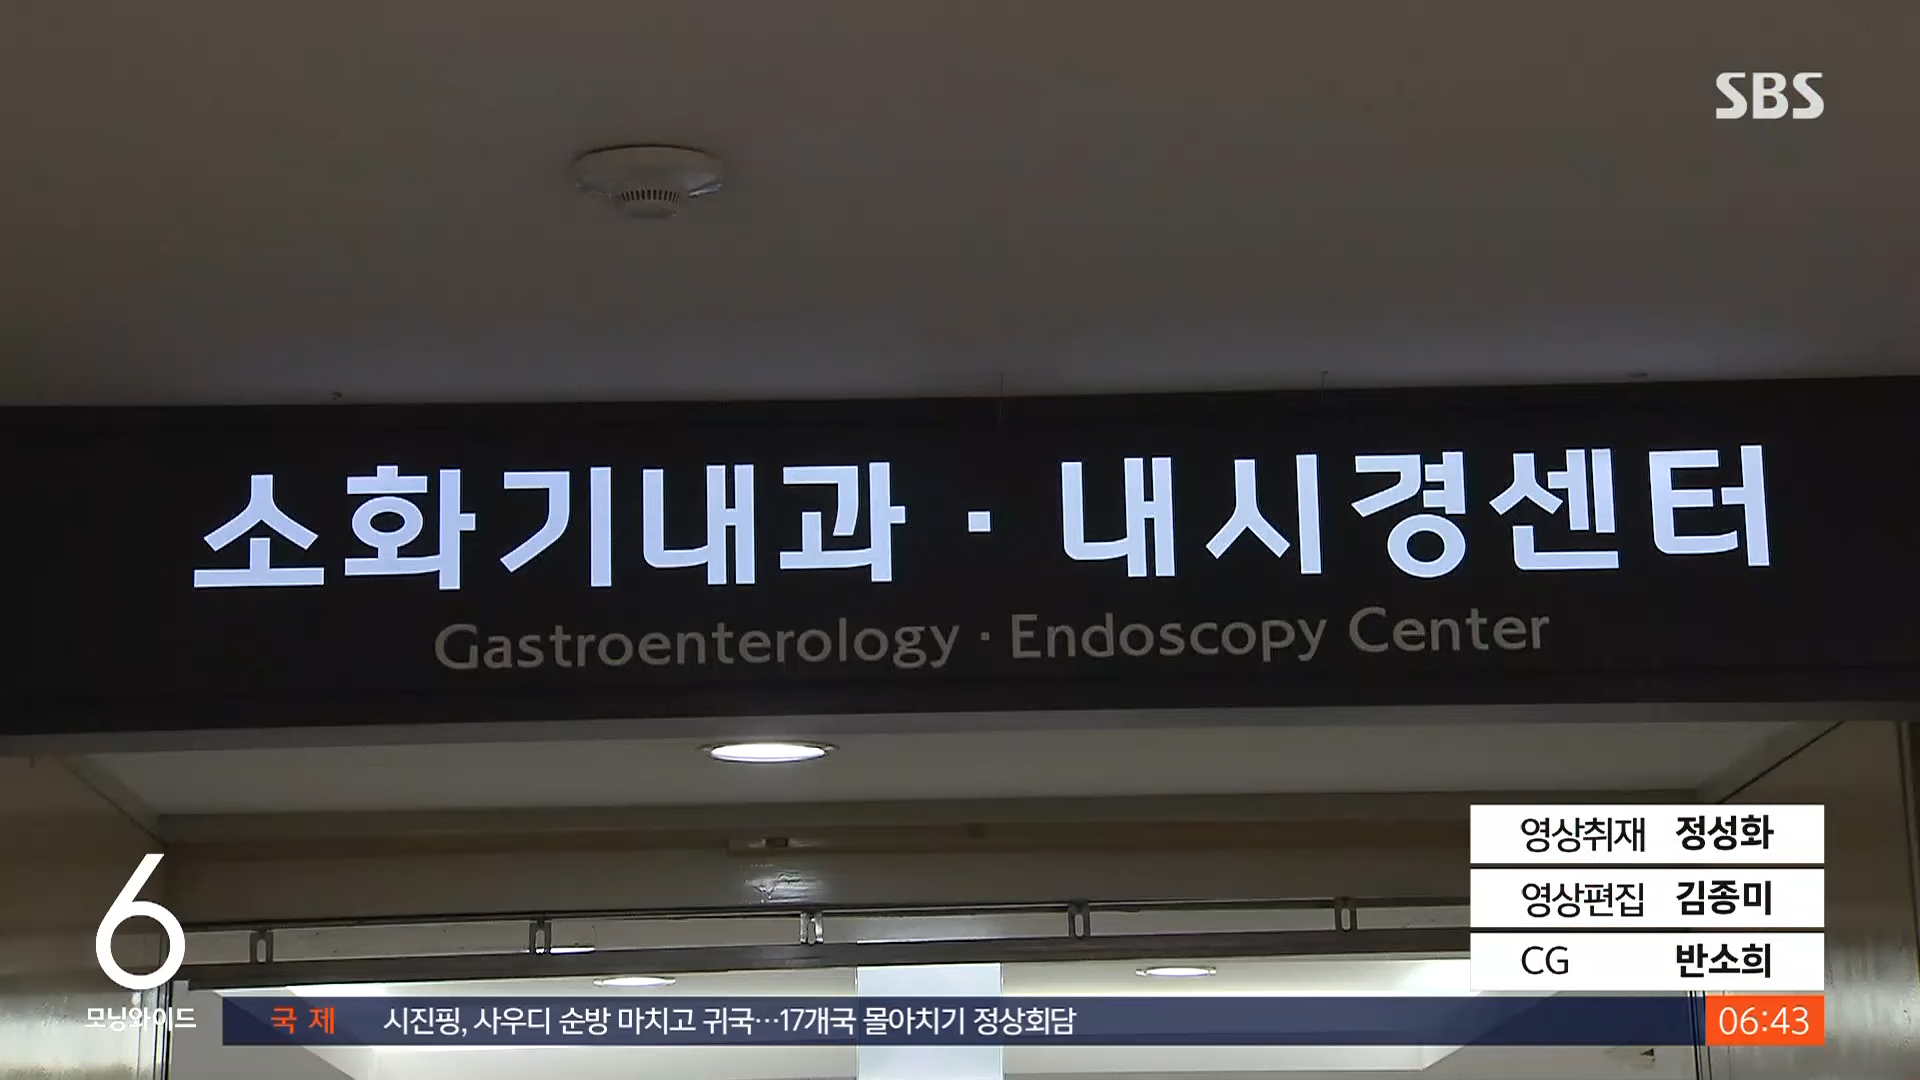 SBS
소화기내과 · 내시경센터
Gastroenterology · Endoscopy Center
영상취재 정성화
영상편집 김종미
CG 반소희
6
모닝와이드
국 제 시진핑, 사우디 순방 마치고 귀국…17개국 몰아치기 정상회담 06:43